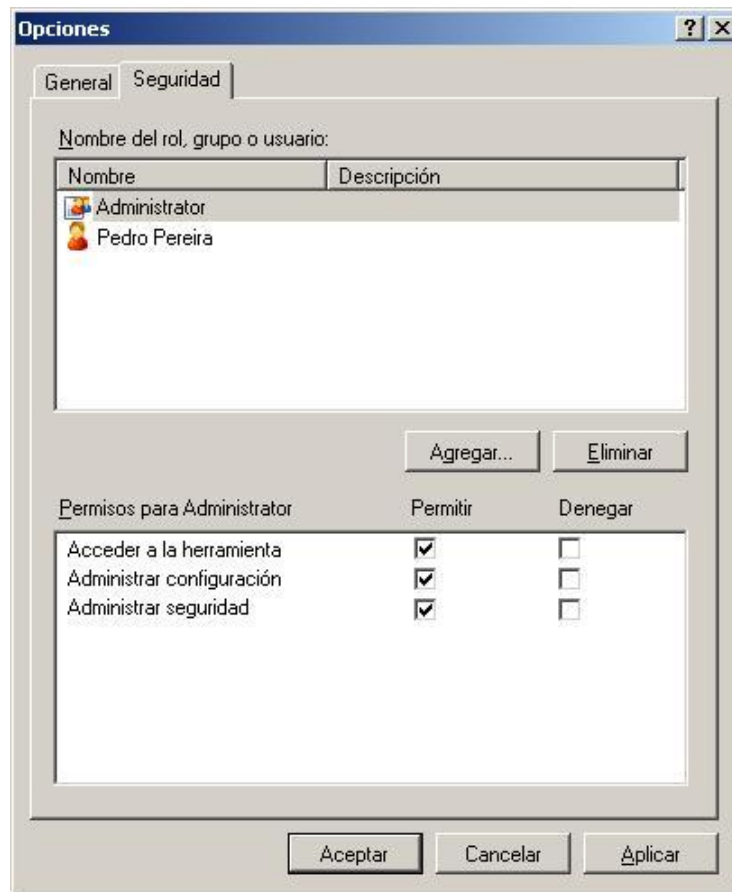 Opciones
General Seguridad
Nombre del rol, grupo o usuario:
Nombre Descripción
Administrator
Pedro Pereira
Agregar... Eliminar
Permisos para Administrator Permitir Denegar
Acceder a la herramienta
Administrar configuración
Administrar seguridad
Aceptar Cancelar Aplicar